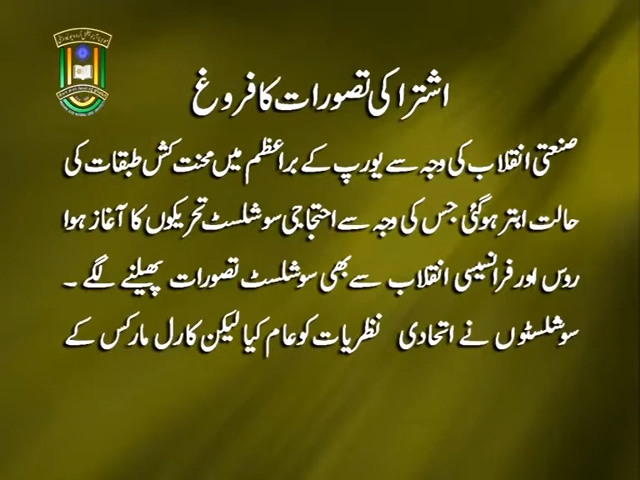 اشتراکی تصورات کا فروغ
صنعتی انقلاب کی وجہ سے یورپ کے براعظم میں محنت کش طبقات کی
حالت ابتر ہوگئی جس کی وجہ سے احتجاجی سوشلسٹ تحریکوں کا آغاز ہوا
روس اور فرانسیسی انقلاب سے بھی سوشلسٹ تصورات پھیلنے لگے ۔
سوشلسٹوں نے اتحادی نظریات کو عام کیا لیکن کارل مارکس کے